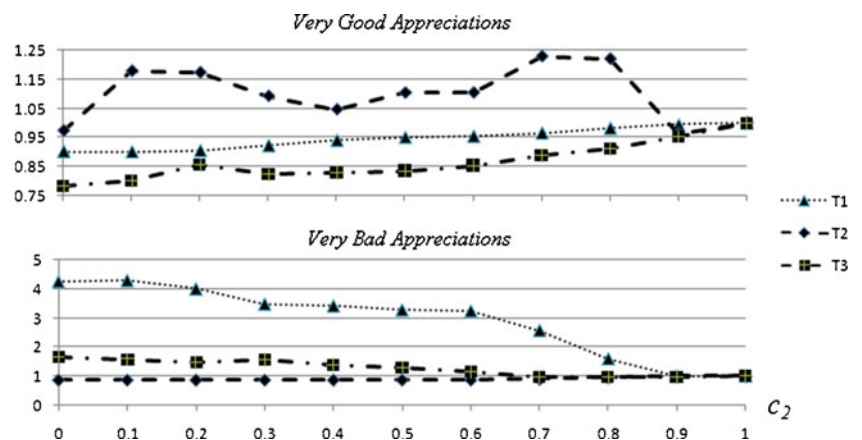 Very Good Appreciations
1.25
1.15
1.05
0.95
0.85
0.75
Very Bad Appreciations
5
4
3
2
1
0
0 0.1 0.2 0.3 0.4 0.5 0.6 0.7 0.8 0.9 1
c2
T1
T2
T3